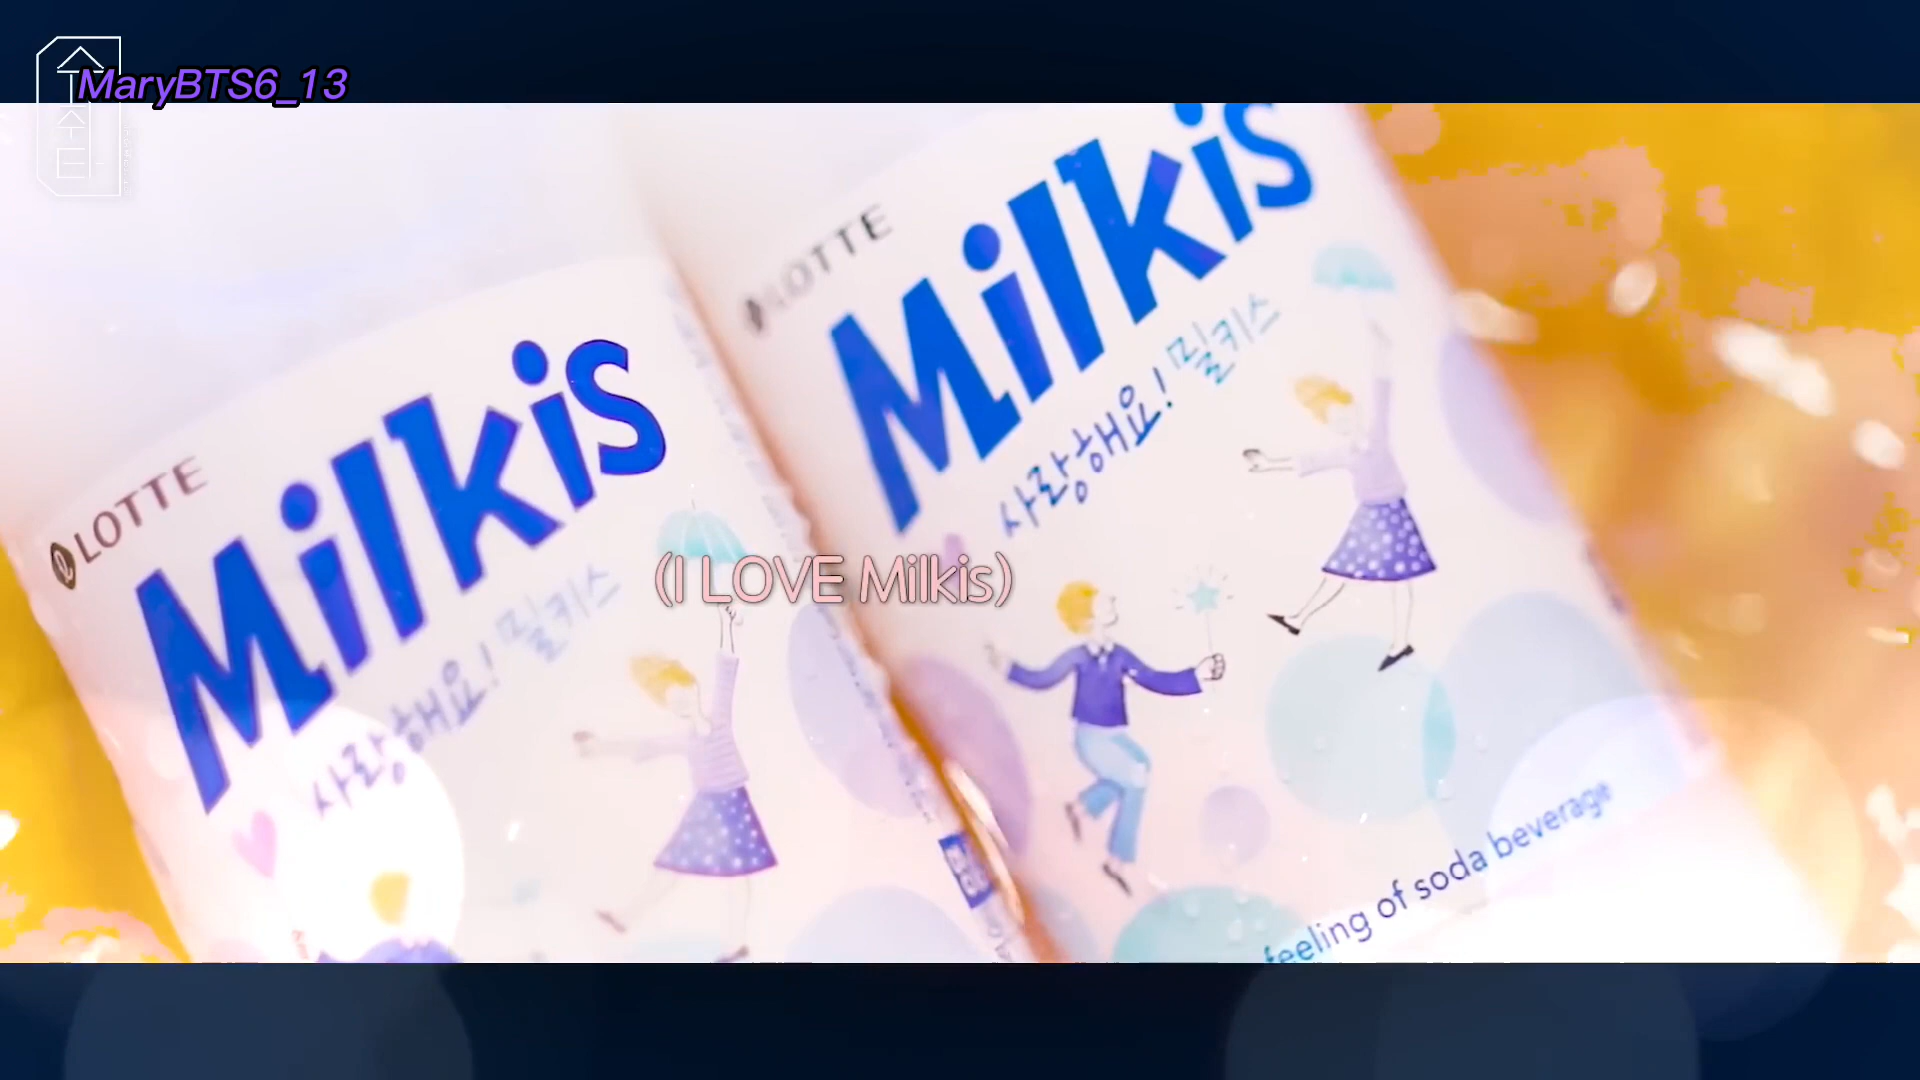 MaryBTS6_13
LOTTE
Milkis
사랑해요! 밀키스
LOTTE
Milkis
사랑해요! 밀키스
(I LOVE Milkis)
feeling of soda beverage